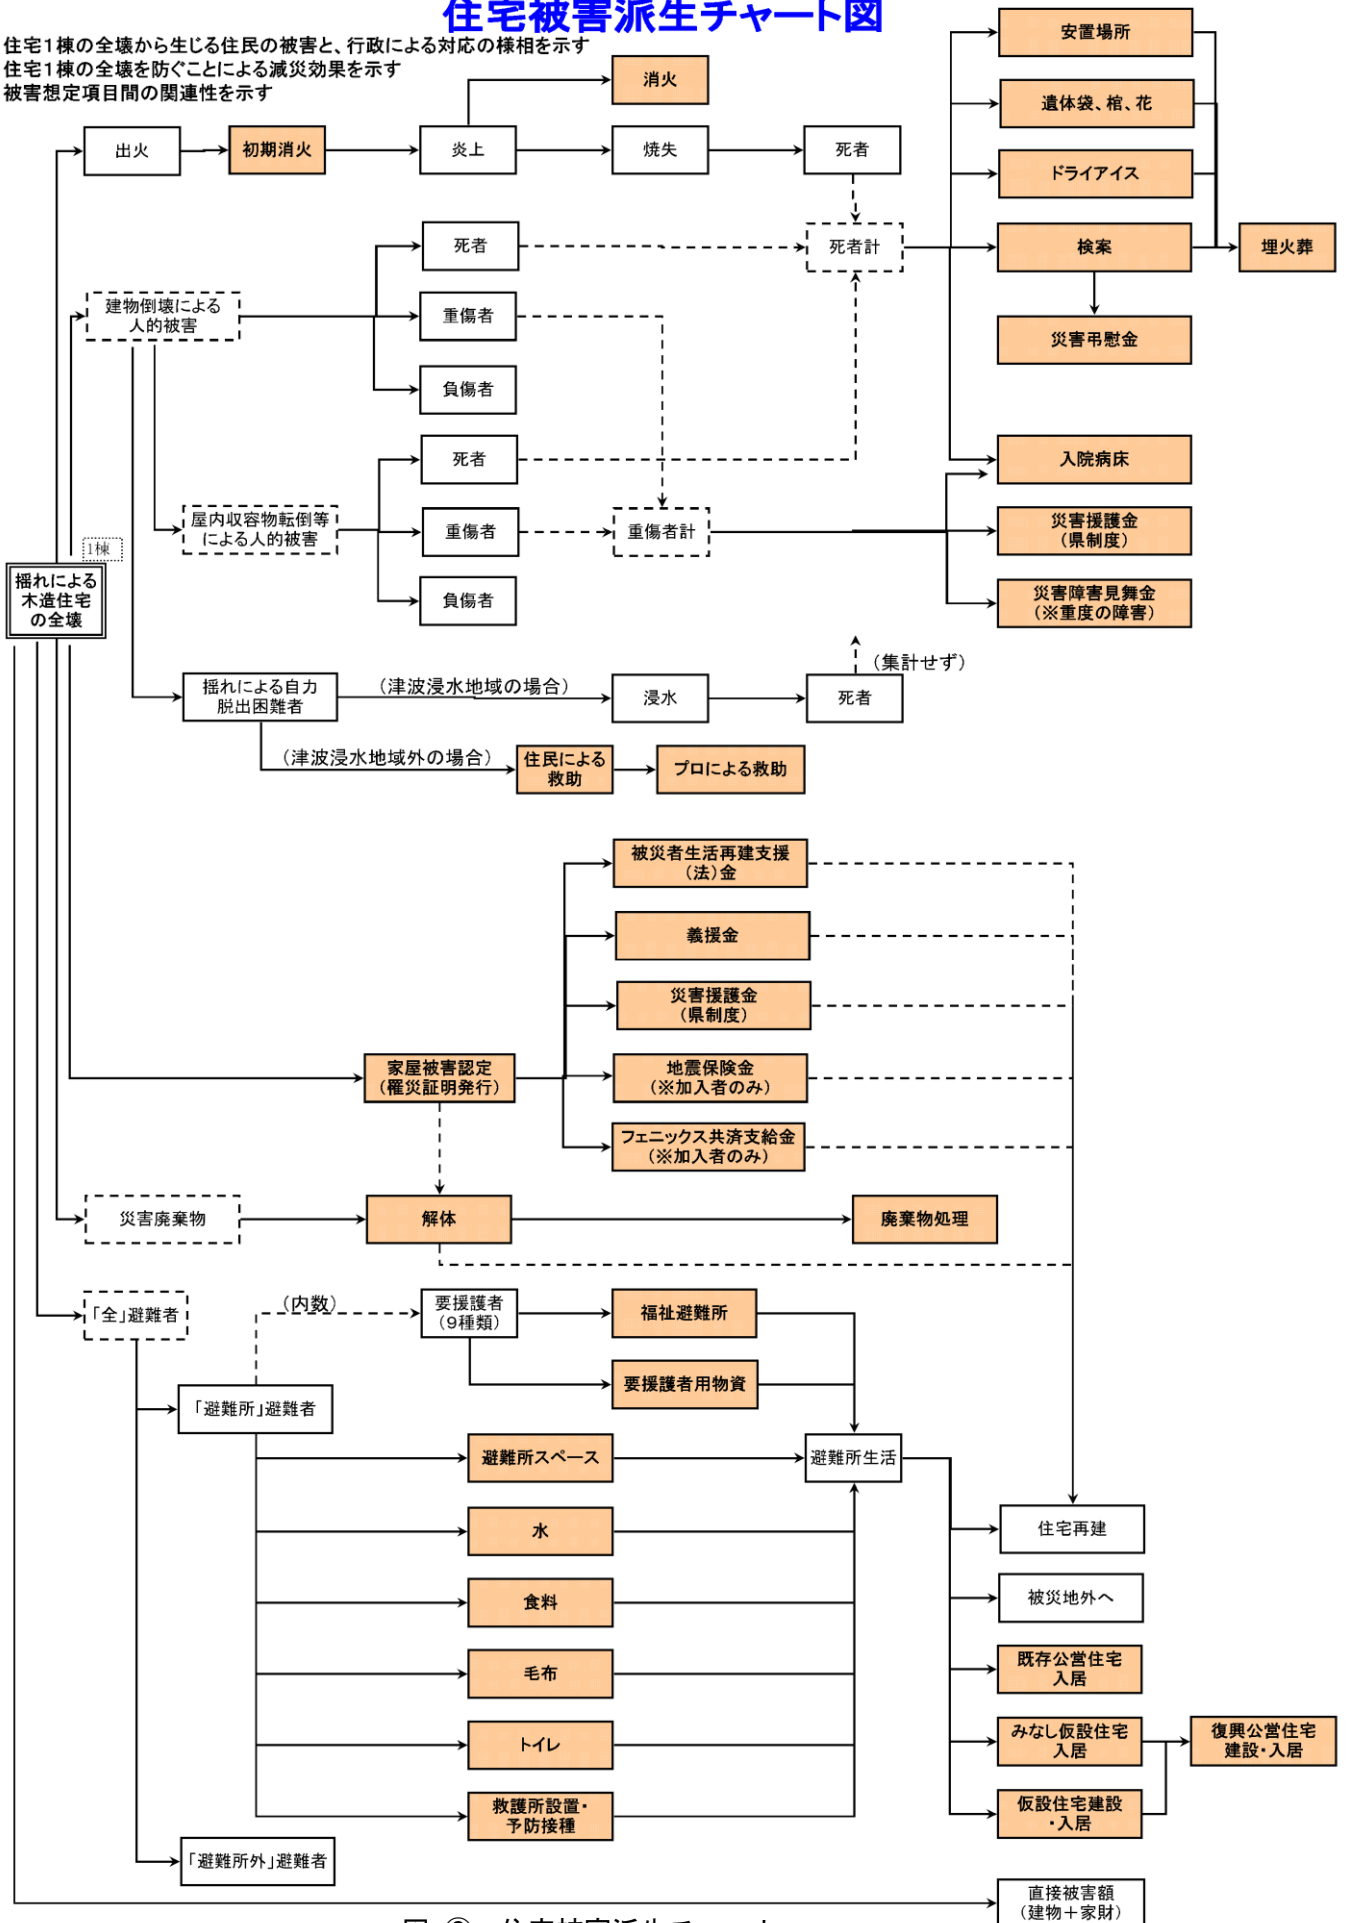 住宅被害派生チャート図
住宅1棟の全壊から生じる住民の被害と、行政による対応の様相を示す
住宅1棟の全壊を防ぐことによる減災効果を示す
被害想定項目間の関連性を示す
安置場所
消火
遺体袋、棺、花
出火
初期消火
炎上
焼失
死者
ドライアイス
死者
死者計
検案
埋火葬
建物倒壊による
人的被害
重傷者
災害弔慰金
負傷者
死者
入院病床
屋内収容物転倒等
による人的被害
重傷者
重傷者計
災害援護金
(県制度)
1棟
揺れによる
木造住宅
の全壊
負傷者
災害障害見舞金
(※重度の障害)
(集計せず)
揺れによる自力
脱出困難者
(津波浸水地域の場合)
浸水
死者
(津波浸水地域外の場合)
住民による
救助
プロによる救助
被災者生活再建支援
(法)金
義援金
災害援護金
(県制度)
家屋被害認定
(罹災証明発行)
地震保険金
(※加入者のみ)
フェニックス共済支給金
(※加入者のみ)
災害廃棄物
解体
廃棄物処理
「全」避難者
(内数)
要援護者
(9種類)
福祉避難所
要援護者用物資
「避難所」避難者
避難所スペース
避難所生活
水
住宅再建
食料
被災地外へ
毛布
既存公営住宅
入居
トイレ
みなし仮設住宅
入居
復興公営住宅
建設・入居
救護所設置・
予防接種
仮設住宅建設
・入居
「避難所外」避難者
直接被害額
(建物+家財)